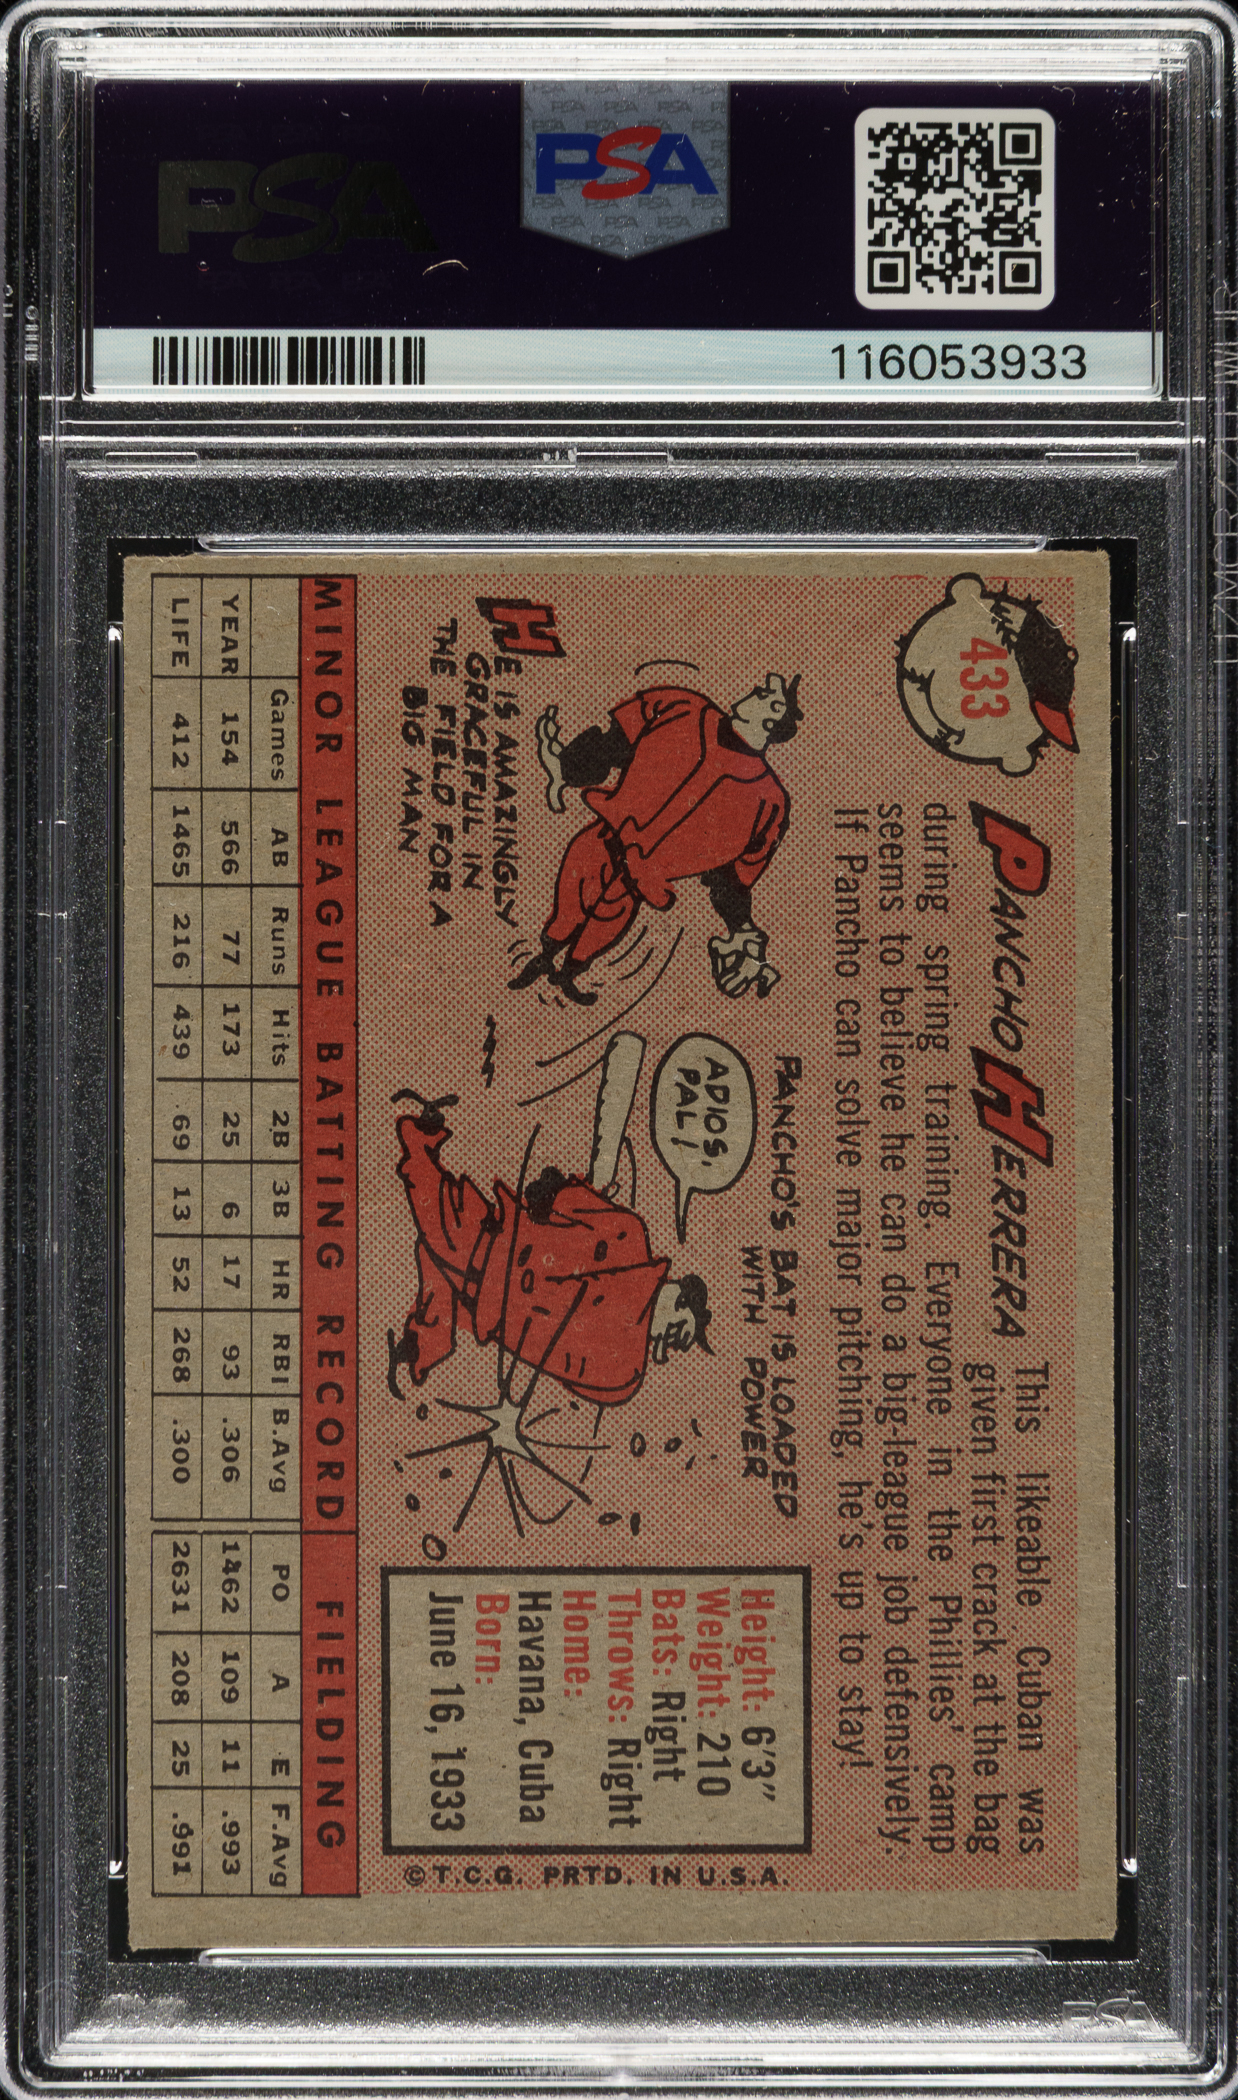 PSA
PSA
116053933
433
PANCHO HERRERA This likeable Cuban was
given first crack at the bag
during spring training. Everyone in the Phillies' camp
seems to believe he can do a big-league job defensively.
If Pancho can solve major pitching, he's up to stay!
HE IS AMAZINGLY
GRACEFUL IN
THE FIELD FOR A
BIG MAN
PANCHO'S BAT IS LOADED
WITH POWER
ADIOS,
PAL!
Height: 6'3"
Weight: 210
Bats: Right
Throws: Right
Home:
Havana, Cuba
Born:
June 16, 1933
© T.C.G. PRTD. IN U.S.A.
MINOR LEAGUE BATTING RECORD FIELDING
Games AB Runs Hits 2B 3B HR RBI B.Avg PO A E F.Avg
YEAR 154 566 77 173 25 6 17 93 .306 1462 109 11 .993
LIFE 412 1465 216 439 69 13 52 268 .300 2631 208 25 .991
PSA